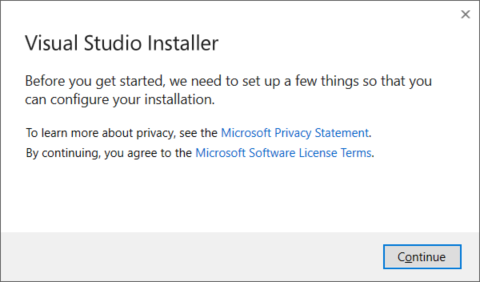 Visual Studio Installer
Before you get started, we need to set up a few things so that you
can configure your installation.
To learn more about privacy, see the Microsoft Privacy Statement.
By continuing, you agree to the Microsoft Software License Terms.
Continue